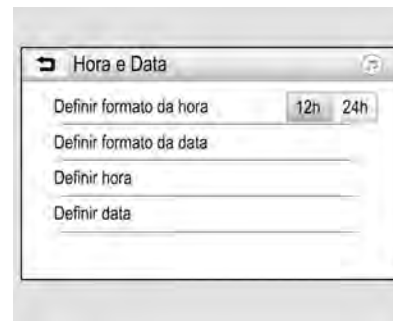 Hora e Data
Definir formato da hora 12h 24h
Definir formato da data
Definir hora
Definir data